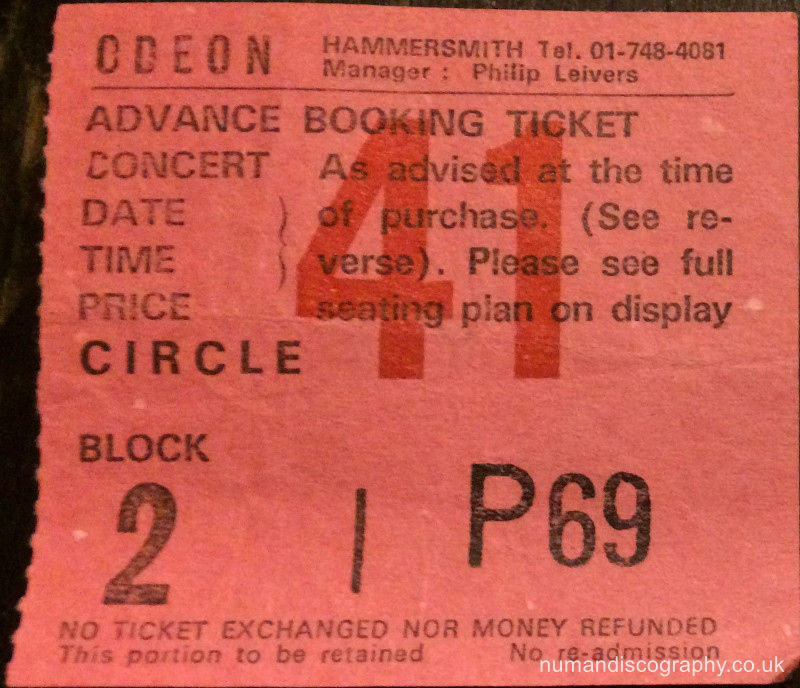 ODEON HAMMERSMITH Tel. 01-748-4081
Manager : Philip Leivers
ADVANCE BOOKING TICKET
CONCERT As advised at the time
DATE of purchase. (See re-
TIME verse). Please see full
PRICE seating plan on display
41
CIRCLE
BLOCK
2 | P69
NO TICKET EXCHANGED NOR MONEY REFUNDED
This portion to be retained No re-admission
numandiscography.co.uk